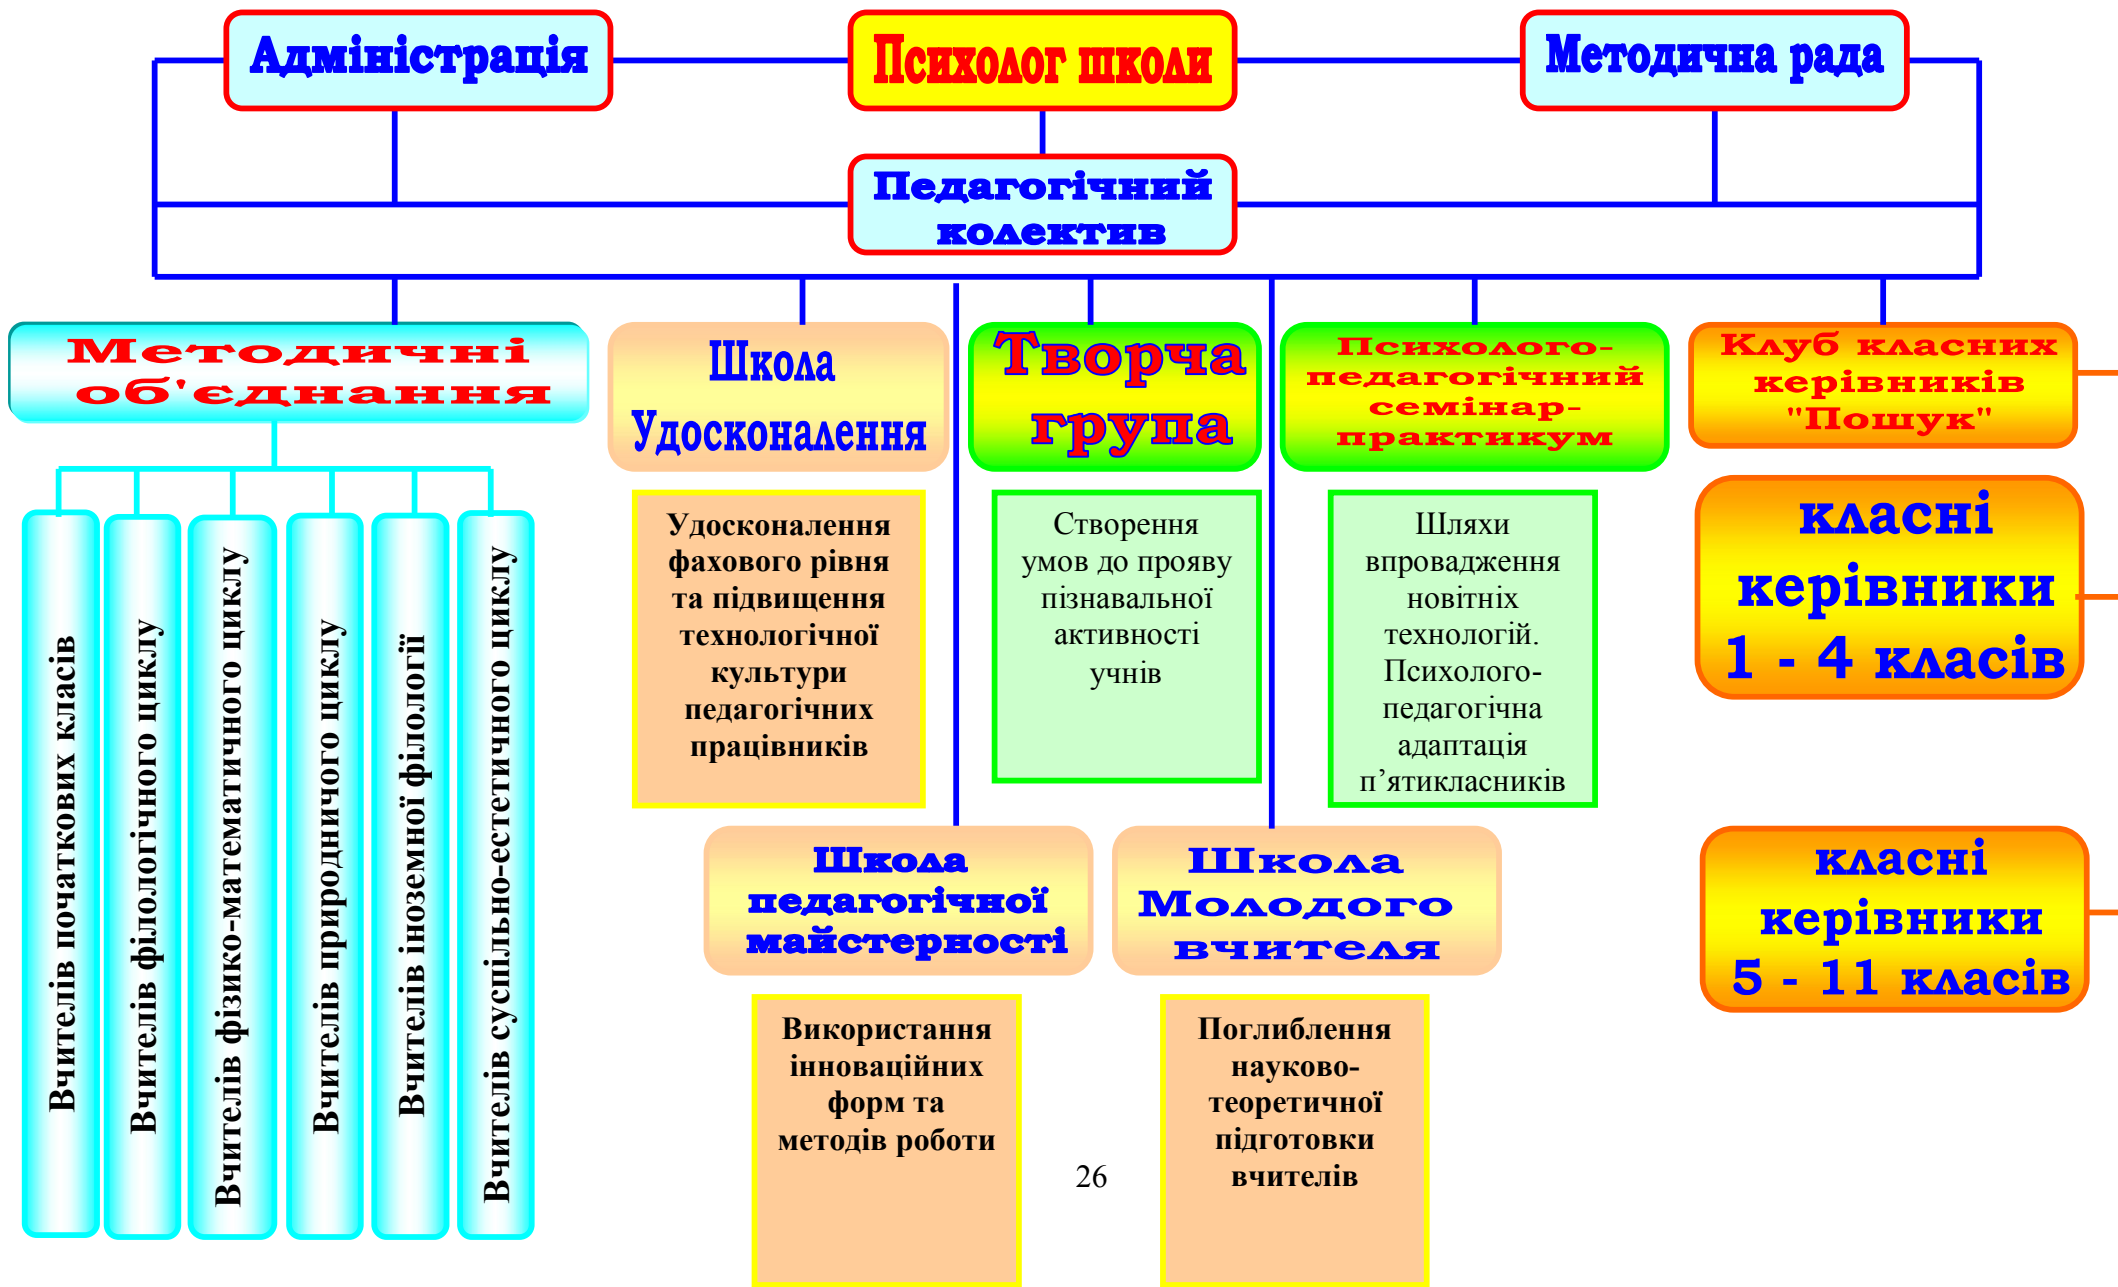 Адміністрація
Психолог школи
Методична рада
Педагогічний
колектив
Методичні
об'єднання
Вчителів початкових класів
Вчителів філологічного циклу
Вчителів фізико-математичного циклу
Вчителів природничого циклу
Вчителів іноземної філології
Вчителів суспільно-естетичного циклу
Школа
Удосконалення
Удосконалення
фахового рівня
та підвищення
технологічної
культури
педагогічних
працівників
Творча
група
Створення
умов до прояву
пізнавальної
активності
учнів
Психолого-
педагогічний
семінар-
практикум
Шляхи
впровадження
новітніх
технологій.
Психолого-
педагогічна
адаптація
п’ятикласників
Клуб класних
керівників
"Пошук"
класні
керівники
1 - 4 класів
класні
керівники
5 - 11 класів
Школа
педагогічної
майстерності
Використання
інноваційних
форм та
методів роботи
Школа
Молодого
вчителя
Поглиблення
науково-
теоретичної
підготовки
вчителів
26